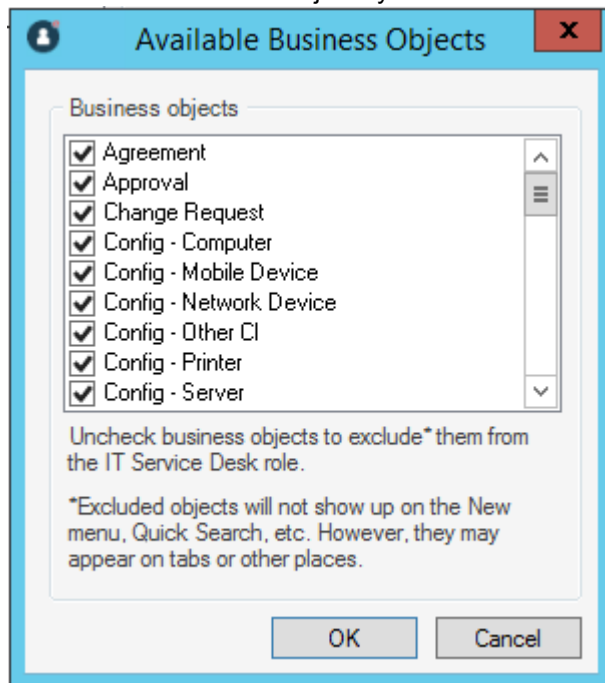 Available Business Objects
Business objects
Agreement
Approval
Change Request
Config - Computer
Config - Mobile Device
Config - Network Device
Config - Other CI
Config - Printer
Config - Server
Uncheck business objects to exclude* them from
the IT Service Desk role.
*Excluded objects will not show up on the New
menu, Quick Search, etc. However, they may
appear on tabs or other places.
OK
Cancel